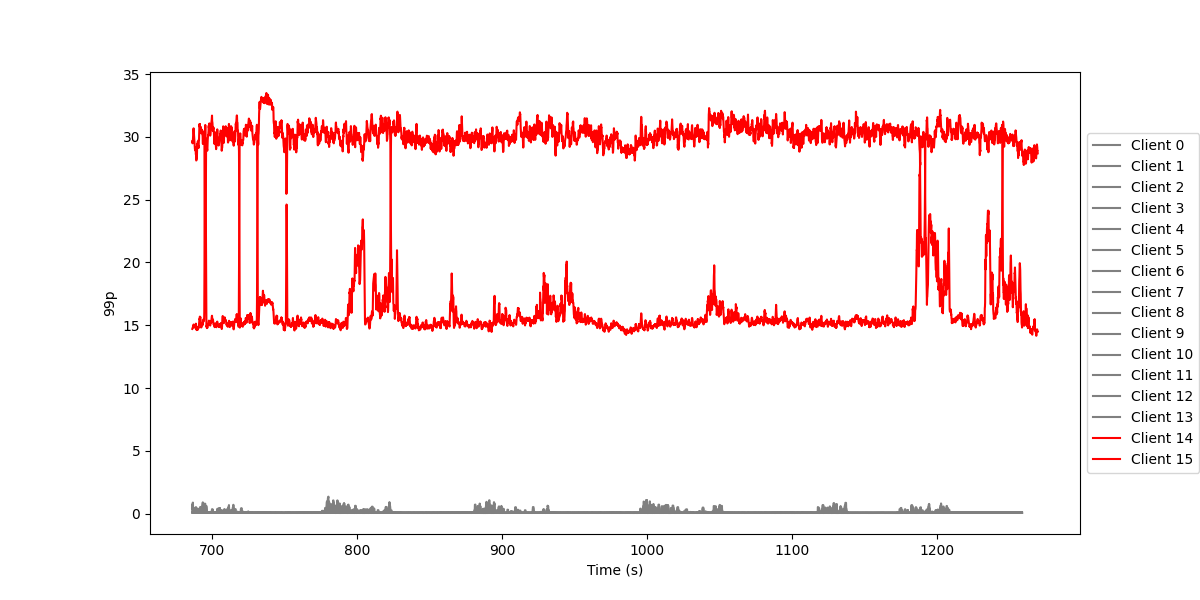 99p
35
30
25
20
15
10
5
0
700 800 900 1000 1100 1200
Time (s)
Client 0
Client 1
Client 2
Client 3
Client 4
Client 5
Client 6
Client 7
Client 8
Client 9
Client 10
Client 11
Client 12
Client 13
Client 14
Client 15